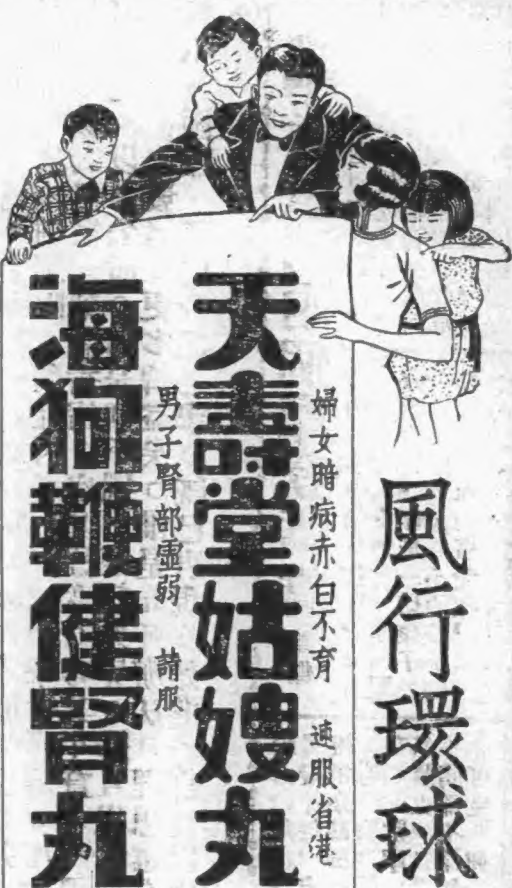 風行環球
婦女暗病赤白不育 速服省港
天壽堂姑嫂丸
男子腎部虛弱 請服
海狗鞭健腎丸